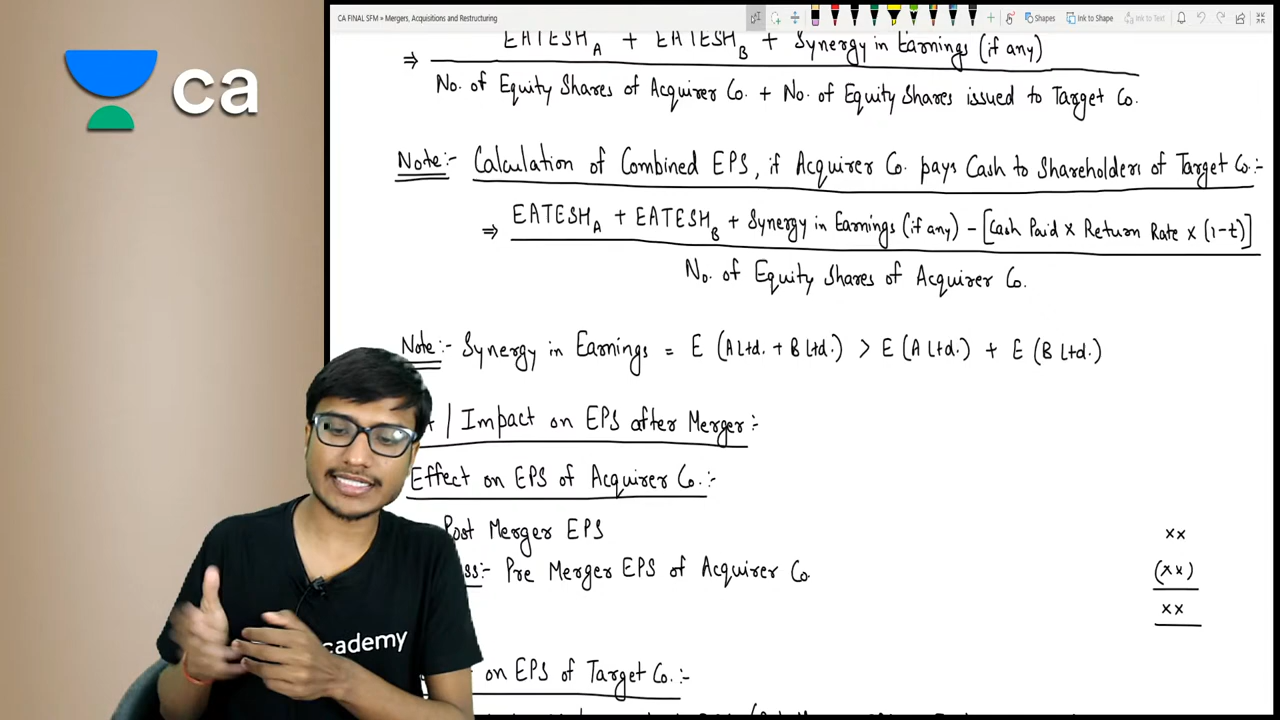 CA FINAL SFM > Mergers, Acquisitions and Restructuring
Shapes
Ink to Shape
Ink to Text
ca
⇒ EATESH_A + EATESH_B + Synergy in Earnings (if any)
No. of Equity Shares of Acquirer Co. + No. of Equity Shares issued to Target Co.
Note:- Calculation of Combined EPS, if Acquirer Co. pays Cash to Shareholders of Target Co:-
⇒ EATESH_A + EATESH_B + Synergy in Earnings (if any) - [Cash Paid x Return Rate x (1-t)]
No. of Equity Shares of Acquirer Co.
Note:- Synergy in Earnings = E (A Ltd. + B Ltd.) > E (A Ltd.) + E (B Ltd.)
| Impact on EPS after Merger:-
Effect on EPS of Acquirer Co.:-
Post Merger EPS xx
Pre Merger EPS of Acquirer Co. (xx)
xx
on EPS of Target Co.:-
cademy